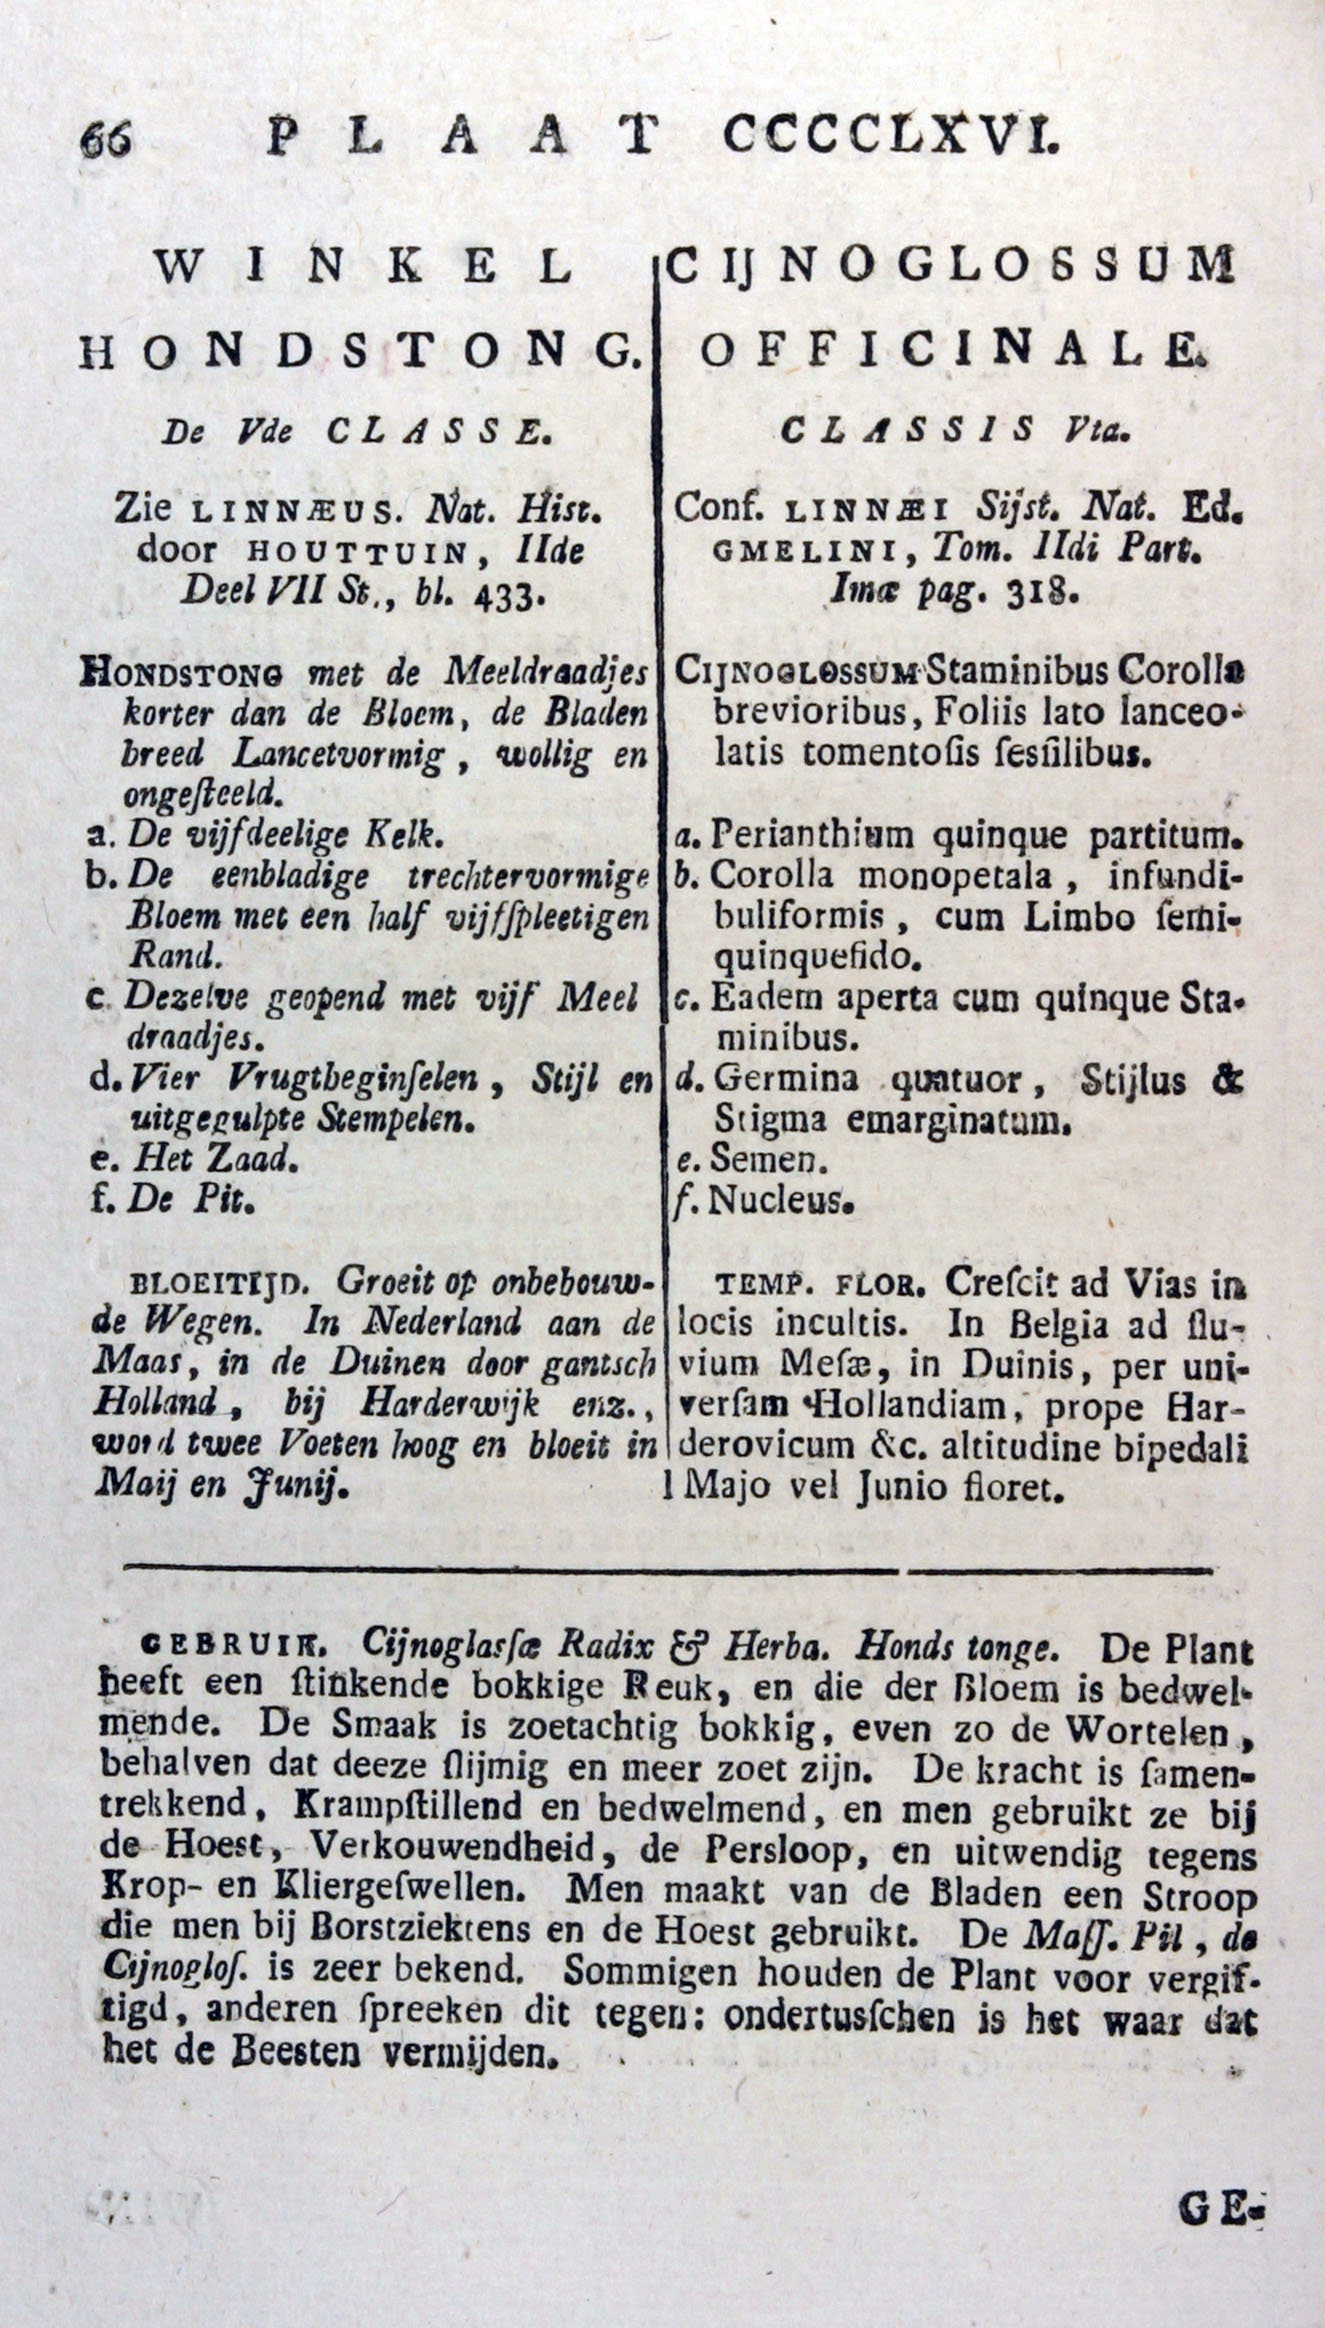 66 PLAAT CCCCCLXVI.
WINKEL
HONDSTONG.
De Vde CLASSE.
Zie LINNÆUS. Nat. Hist.
door HOUTTUIN, IIde
Deel VII St., bl. 433.
HONDSTONG met de Meeldraadjes
korter dan de Bloem, de Bladen
breed Lancetvormig, wollig en
ongeſteeld.
a. De vijfdeelige Kelk.
b. De eenbladige trechtervormige
Bloem met een half vijfſpleetigen
Rand.
c. Dezelve geopend met vijf Meel
draadjes.
d. Vier Vrugtbeginſelen, Stijl en
uitgegulpte Stempelen.
e. Het Zaad.
f. De Pit.
BLOEITIJD. Groeit op onbebouw-
de Wegen. In Nederland aan de
Maas, in de Duinen door gantsch
Holland, bij Harderwijk enz.,
word twee Voeten hoog en bloeit in
Maij en Junij.
CIJNOGLOSSUM
OFFICINALE.
CLASSIS Vta.
Conf. LINNÆI Sijst. Nat. Ed.
GMELINI, Tom. IIdi Part.
Imæ pag. 318.
CIJNOGLOSSUM Staminibus Corolla
brevioribus, Foliis lato lanceo-
latis tomentoſis ſesſilibus.
a. Perianthium quinque partitum.
b. Corolla monopetala, infundi-
buliformis, cum Limbo ſemi-
quinquefido.
c. Eadem aperta cum quinque Sta-
minibus.
d. Germina quatuor, Stijlus &
Stigma emarginatum.
e. Semen.
f. Nucleus.
TEMP. FLOR. Creſcit ad Vias in
locis incultis. In Belgia ad flu-
vium Meſæ, in Duinis, per uni-
verſam Hollandiam, prope Har-
derovicum &c. altitudine bipedali
Majo vel Junio floret.
GEBRUIK. Cijnoglasſæ Radix & Herba. Honds tonge. De Plant
heeft een ſtinkende bokkige Reuk, en die der Bloem is bedwel-
mende. De Smaak is zoetachtig bokkig, even zo de Wortelen,
behalven dat deeze ſlijmig en meer zoet zijn. De kracht is ſamen-
trekkend, Krampſtillend en bedwelmend, en men gebruikt ze bij
de Hoest, Verkouwendheid, de Persloop, en uitwendig tegens
Krop- en Kliergeſwellen. Men maakt van de Bladen een Stroop
die men bij Borstziektens en de Hoest gebruikt. De Maſſ. Pil, de
Cijnogloſ. is zeer bekend. Sommigen houden de Plant voor vergif-
tigd, anderen ſpreeken dit tegen: ondertusſchen is het waar dat
het de Beesten vermijden.
GE-